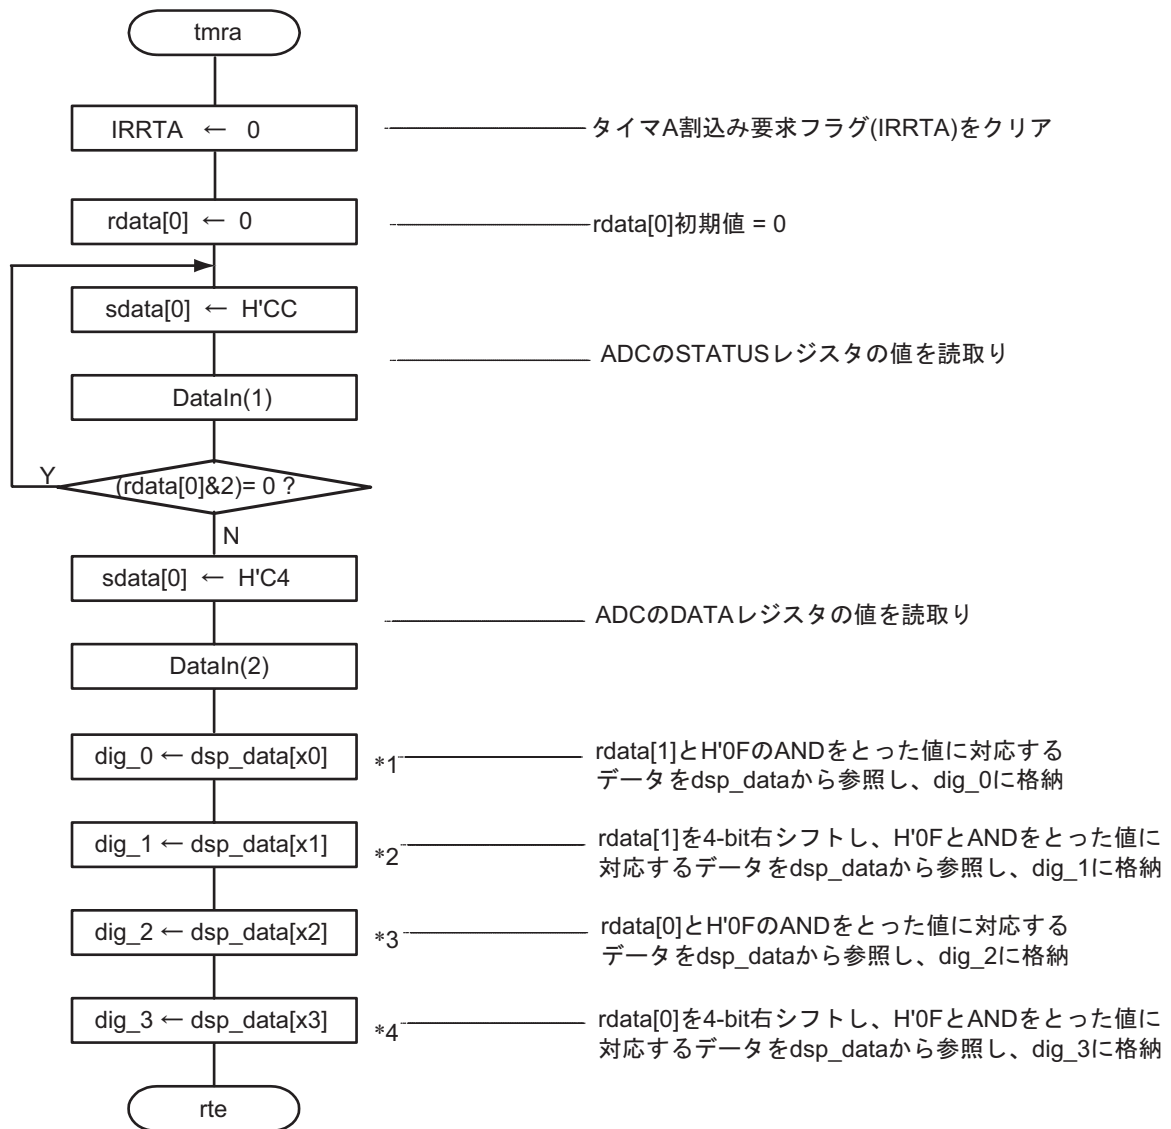 tmra
IRRTA ← 0
タイマA割込み要求フラグ(IRRTA)をクリア
rdata[0] ← 0
rdata[0]初期値 = 0
sdata[0] ← H'CC
ADCのSTATUSレジスタの値を読取り
DataIn(1)
Y
(rdata[0]&2)= 0 ?
N
sdata[0] ← H'C4
ADCのDATAレジスタの値を読取り
DataIn(2)
dig_0 ← dsp_data[x0]
*1
rdata[1]とH'0FのANDをとった値に対応する
データをdsp_dataから参照し、dig_0に格納
dig_1 ← dsp_data[x1]
*2
rdata[1]を4-bit右シフトし、H'0FとANDをとった値に
対応するデータをdsp_dataから参照し、dig_1に格納
dig_2 ← dsp_data[x2]
*3
rdata[0]とH'0FのANDをとった値に対応する
データをdsp_dataから参照し、dig_2に格納
dig_3 ← dsp_data[x3]
*4
rdata[0]を4-bit右シフトし、H'0FとANDをとった値に
対応するデータをdsp_dataから参照し、dig_3に格納
rte